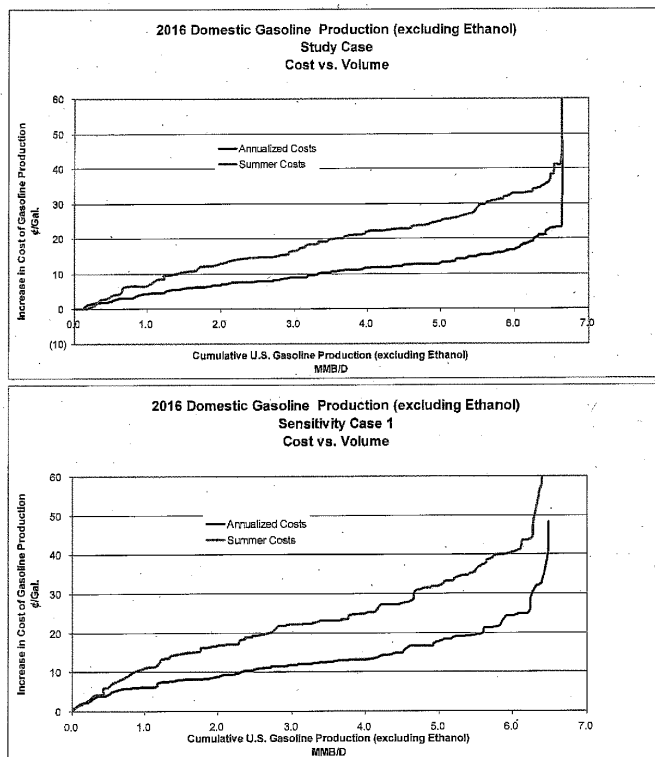 2016 Domestic Gasoline Production (excluding Ethanol)
Study Case
Cost vs. Volume
Increase in Cost of Gasoline Production
¢/Gal.
60
50
40
30
20
10
0
(10)
Annualized Costs
Summer Costs
0.0 1.0 2.0 3.0 4.0 5.0 6.0 7.0
Cumulative U.S. Gasoline Production (excluding Ethanol)
MMB/D
2016 Domestic Gasoline Production (excluding Ethanol)
Sensitivity Case 1
Cost vs. Volume
Increase in Cost of Gasoline Production
¢/Gal.
60
50
40
30
20
10
0
Annualized Costs
Summer Costs
0.0 1.0 2.0 3.0 4.0 5.0 6.0 7.0
Cumulative U.S. Gasoline Production (excluding Ethanol)
MMB/D